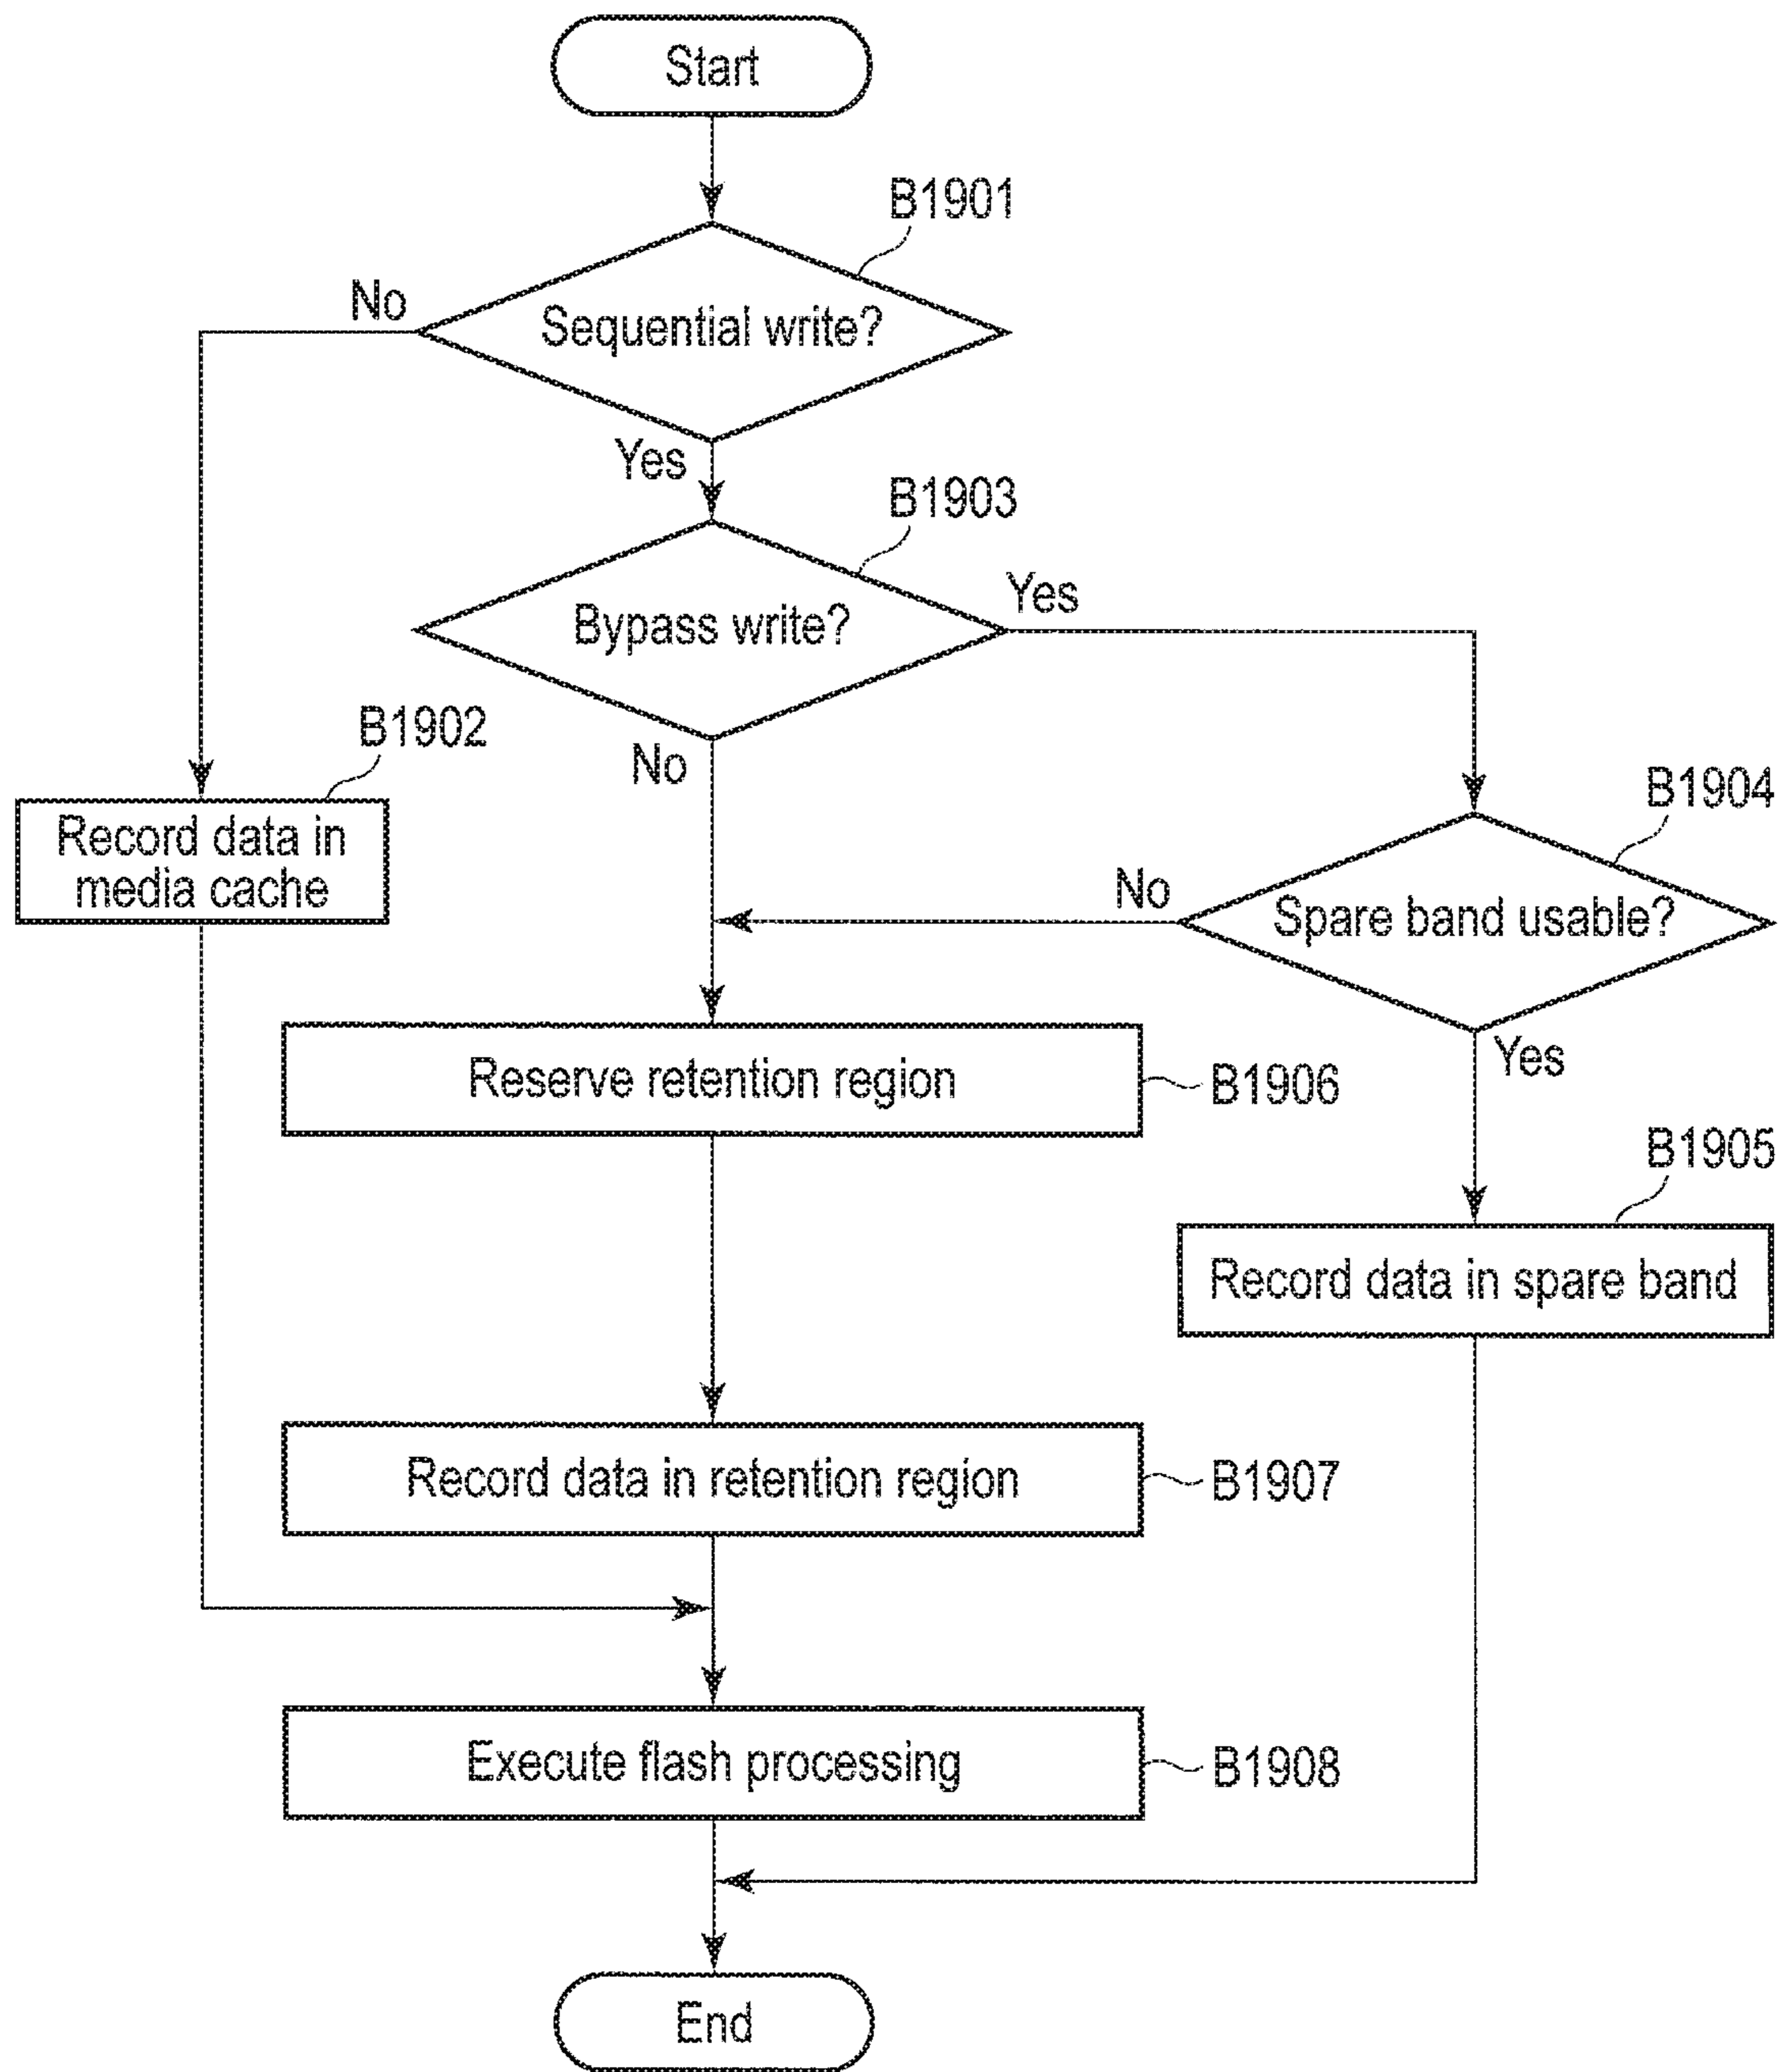 Start
B1901
No
Sequential write?
Yes
B1903
Yes
Bypass write?
B1902
No
B1904
Record data in
media cache
No
Spare band usable?
Reserve retention region
B1906
Yes
B1905
Record data in spare band
Record data in retention region
B1907
Execute flash processing
B1908
End